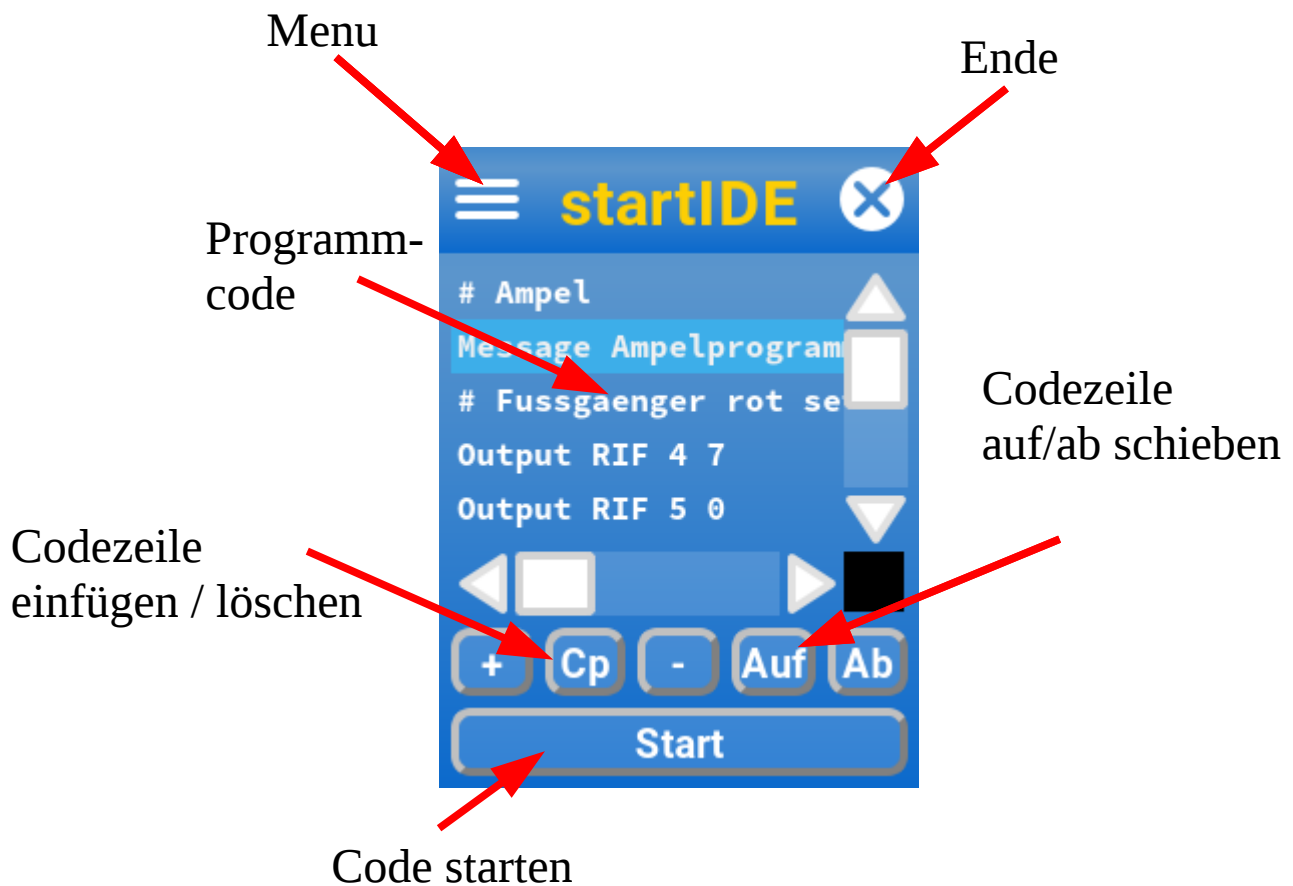 Menu
Ende
startIDE
Programm-
code
# Ampel
Message Ampelprogram
# Fussgaenger rot se
Output RIF 4 7
Output RIF 5 0
Codezeile
auf/ab schieben
Codezeile
einfügen / löschen
+ Cp - Auf Ab
Start
Code starten